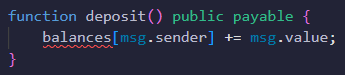 function deposit() public payable {
    balances[msg.sender] += msg.value;
}